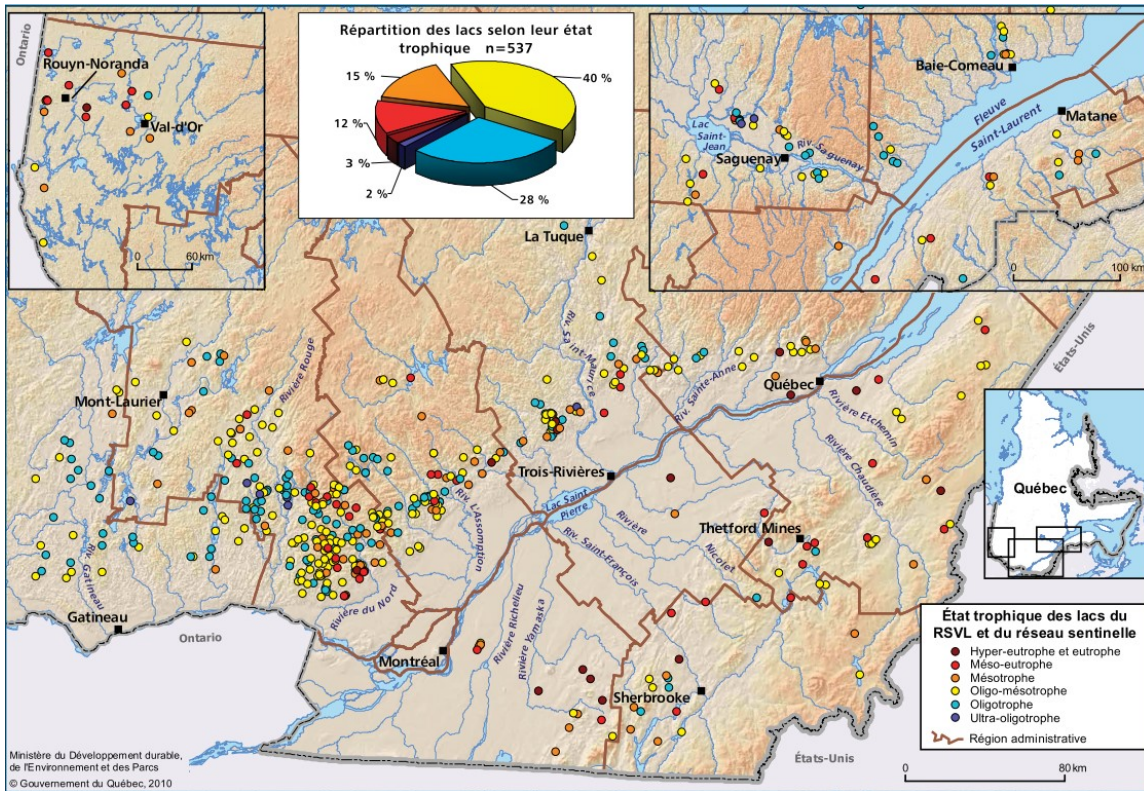 Ontario
Rouyn-Noranda
Val-d'Or
0 60 km
Répartition des lacs selon leur état
trophique n=537
15 %
40 %
12 %
3 %
2 %
28 %
Baie-Comeau
Matane
Fleuve
Saint-Laurent
Lac
Saint-
Jean
Riv. Saguenay
Saguenay
0 100 km
La Tuque
Riv. Saint-Maurice
Rivière Rouge
Mont-Laurier
Riv. Sainte-Anne
Québec
Rivière Etchemin
Rivière Chaudière
États-Unis
Trois-Rivières
Lac Saint
Pierre
Riv. L'Assomption
Rivière
Nicolet
Riv. Saint-François
Thetford Mines
Riv. Gatineau
Gatineau
Ontario
Rivière du Nord
Montréal
Rivière Richelieu
Rivière Yamaska
Sherbrooke
États-Unis
Québec
État trophique des lacs du
RSVL et du réseau sentinelle
Hyper-eutrophe et eutrophe
Méso-eutrophe
Mésotrophe
Oligo-mésotrophe
Oligotrophe
Ultra-oligotrophe
Région administrative
0 80 km
Ministère du Développement durable,
de l'Environnement et des Parcs
© Gouvernement du Québec, 2010